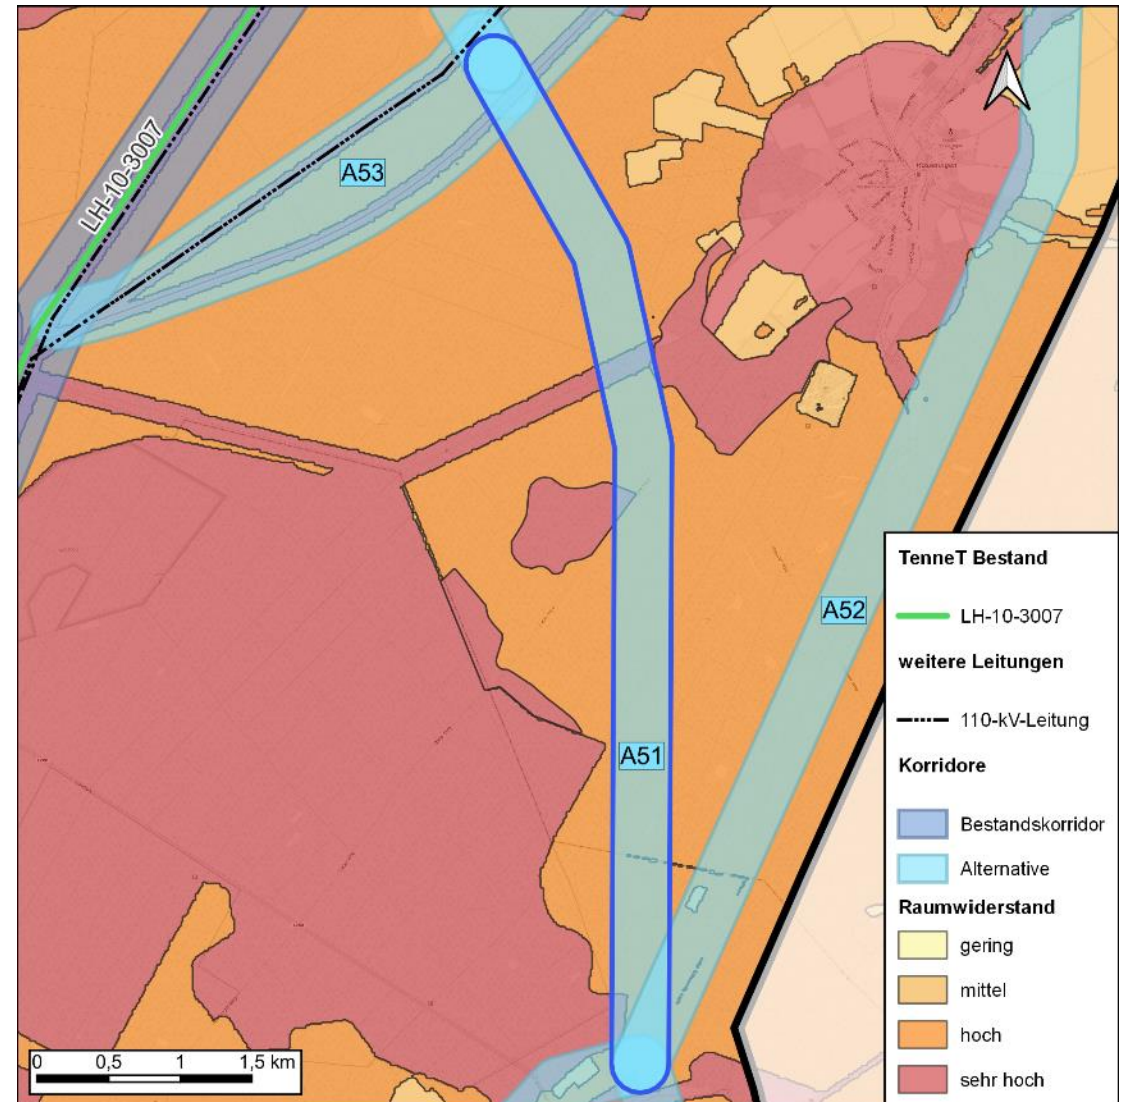 LH-10-3007
A53
A52
A51
TenneT Bestand
LH-10-3007
weitere Leitungen
110-kV-Leitung
Korridore
Bestandskorridor
Alternative
Raumwiderstand
gering
mittel
hoch
sehr hoch
0 0,5 1 1,5 km